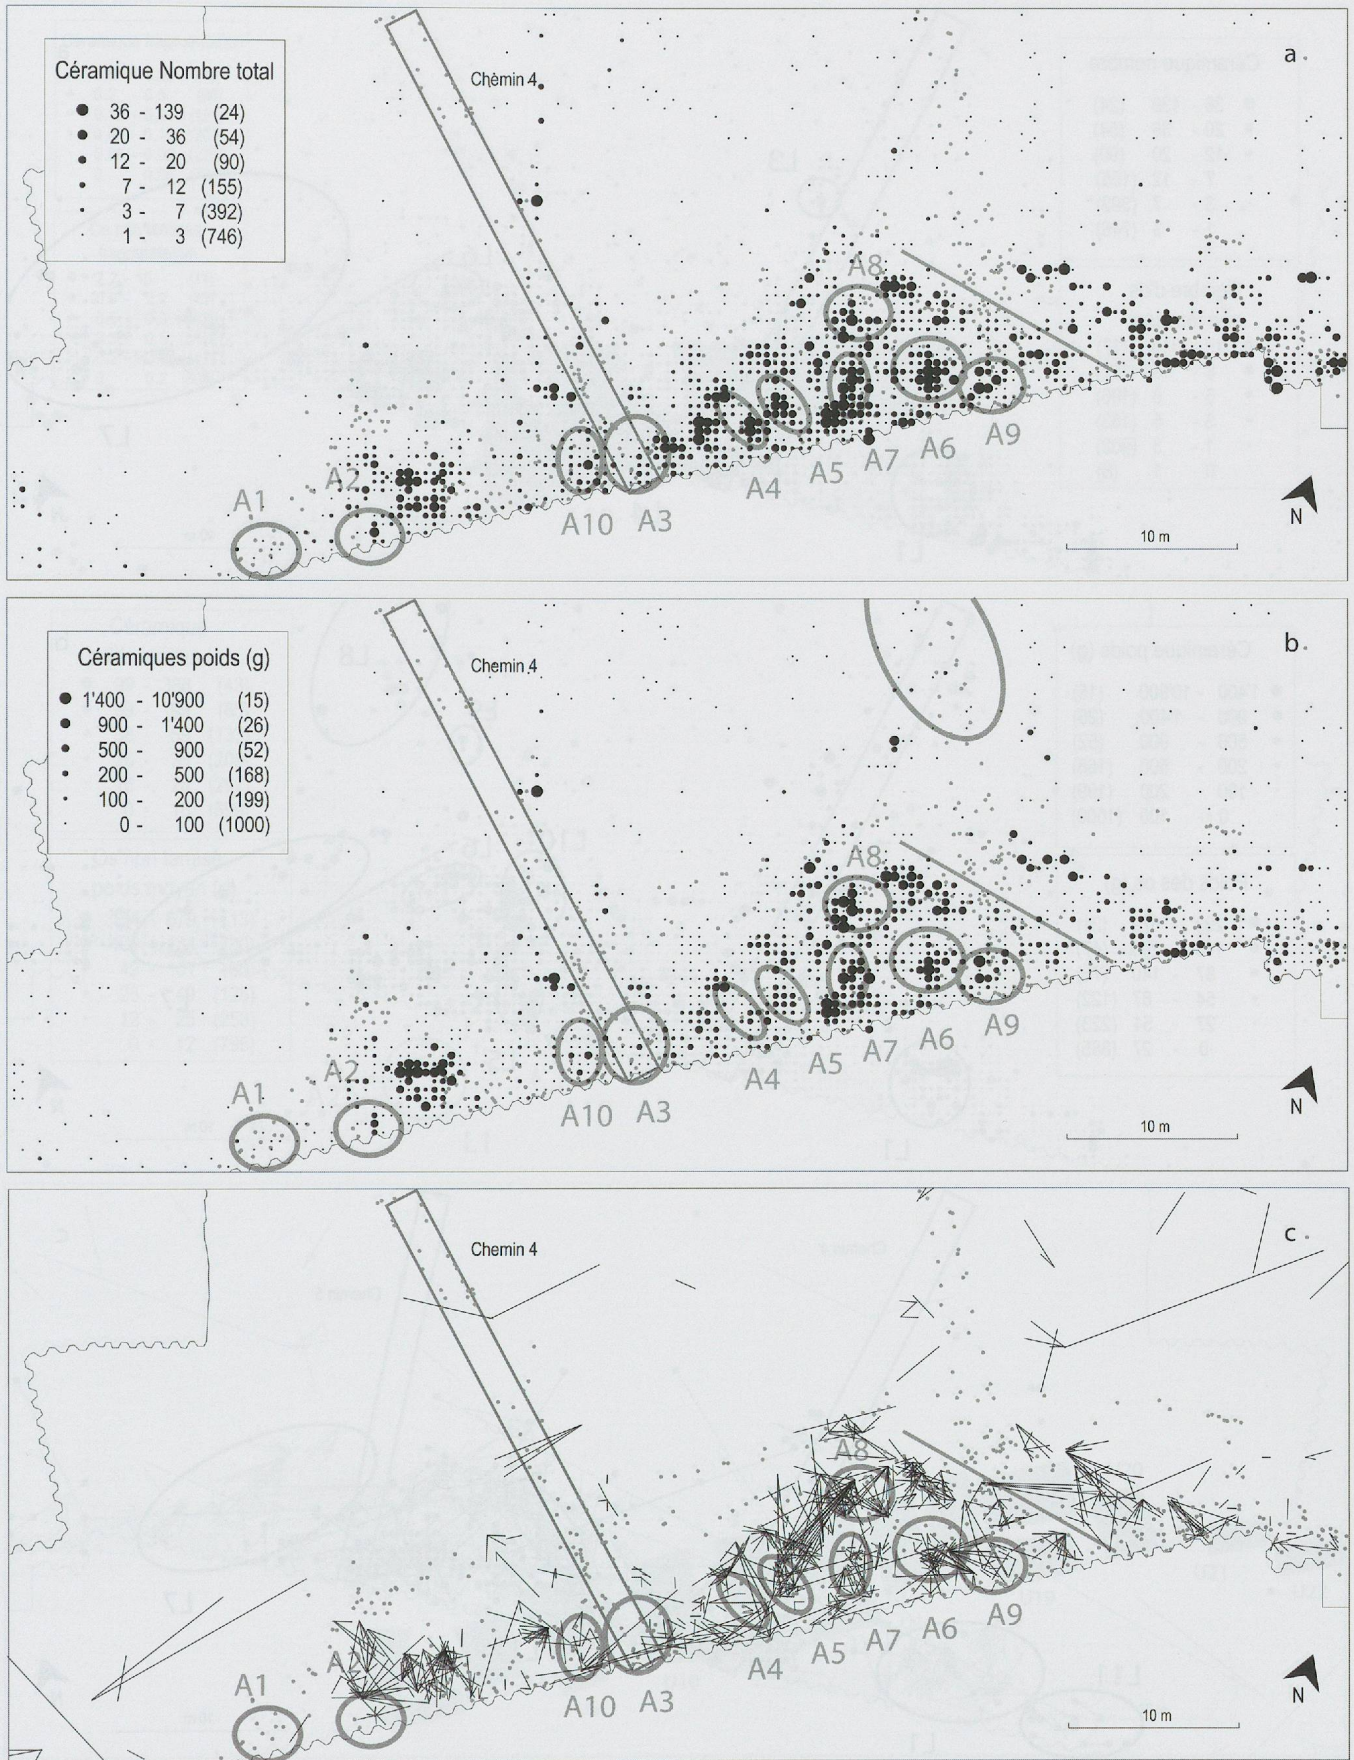 a
Céramique Nombre total
36 - 139 (24)
20 - 36 (54)
12 - 20 (90)
7 - 12 (155)
3 - 7 (392)
1 - 3 (746)
Chemin 4
A8
A2
A1
A9
A6
A7
A5
A4
A10
A3
N
10 m
b
Céramiques poids (g)
1'400 - 10'900 (15)
900 - 1'400 (26)
500 - 900 (52)
200 - 500 (168)
100 - 200 (199)
0 - 100 (1000)
Chemin 4
A8
A2
A1
A9
A6
A7
A5
A4
A10
A3
N
10 m
c
Chemin 4
A8
A2
A1
A9
A6
A7
A5
A4
A10
A3
N
10 m